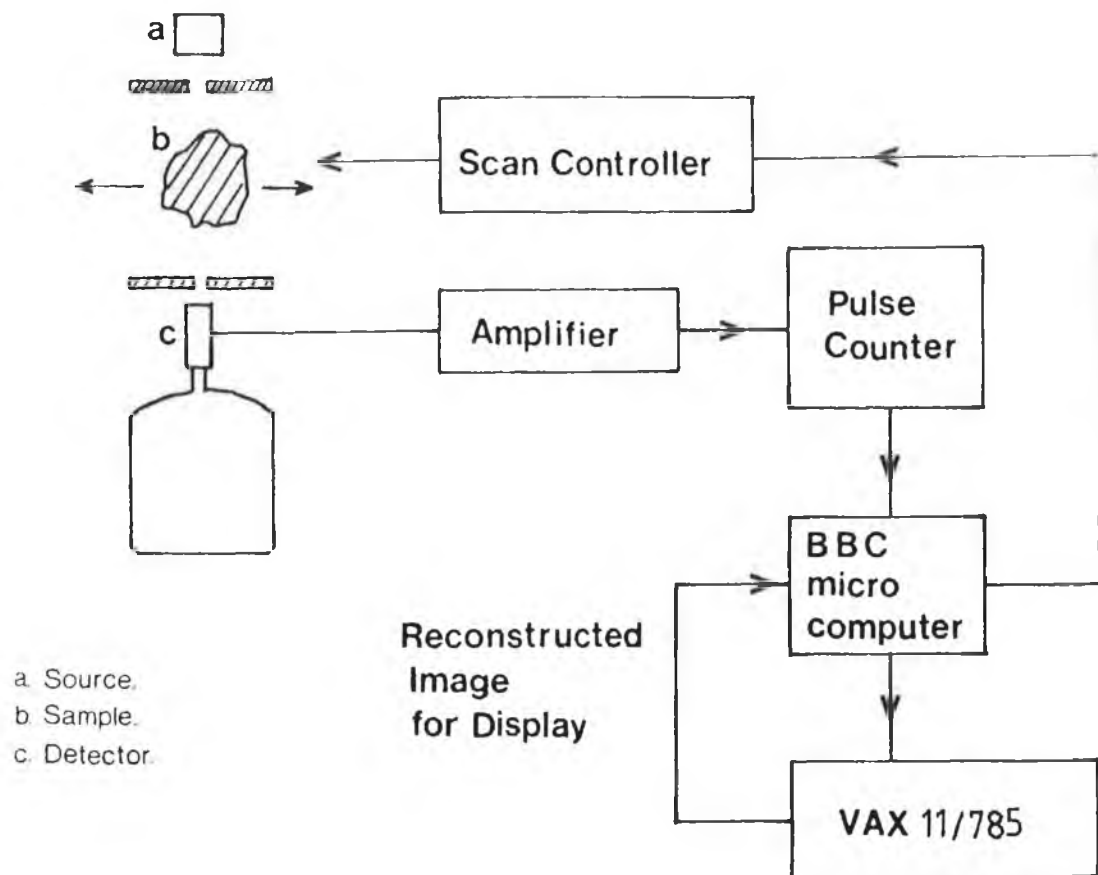 a
b
Scan Controller
c
Amplifier
Pulse
Counter
BBC
micro
computer
Reconstructed
Image
for Display
a. Source.
b. Sample.
c. Detector.
VAX 11/785